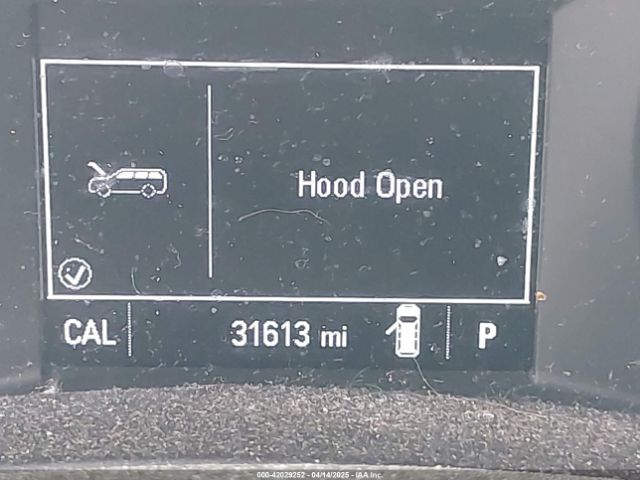 Hood Open
CAL 31613 mi P
000-42029252 - 04/14/2025 - IAA Inc.